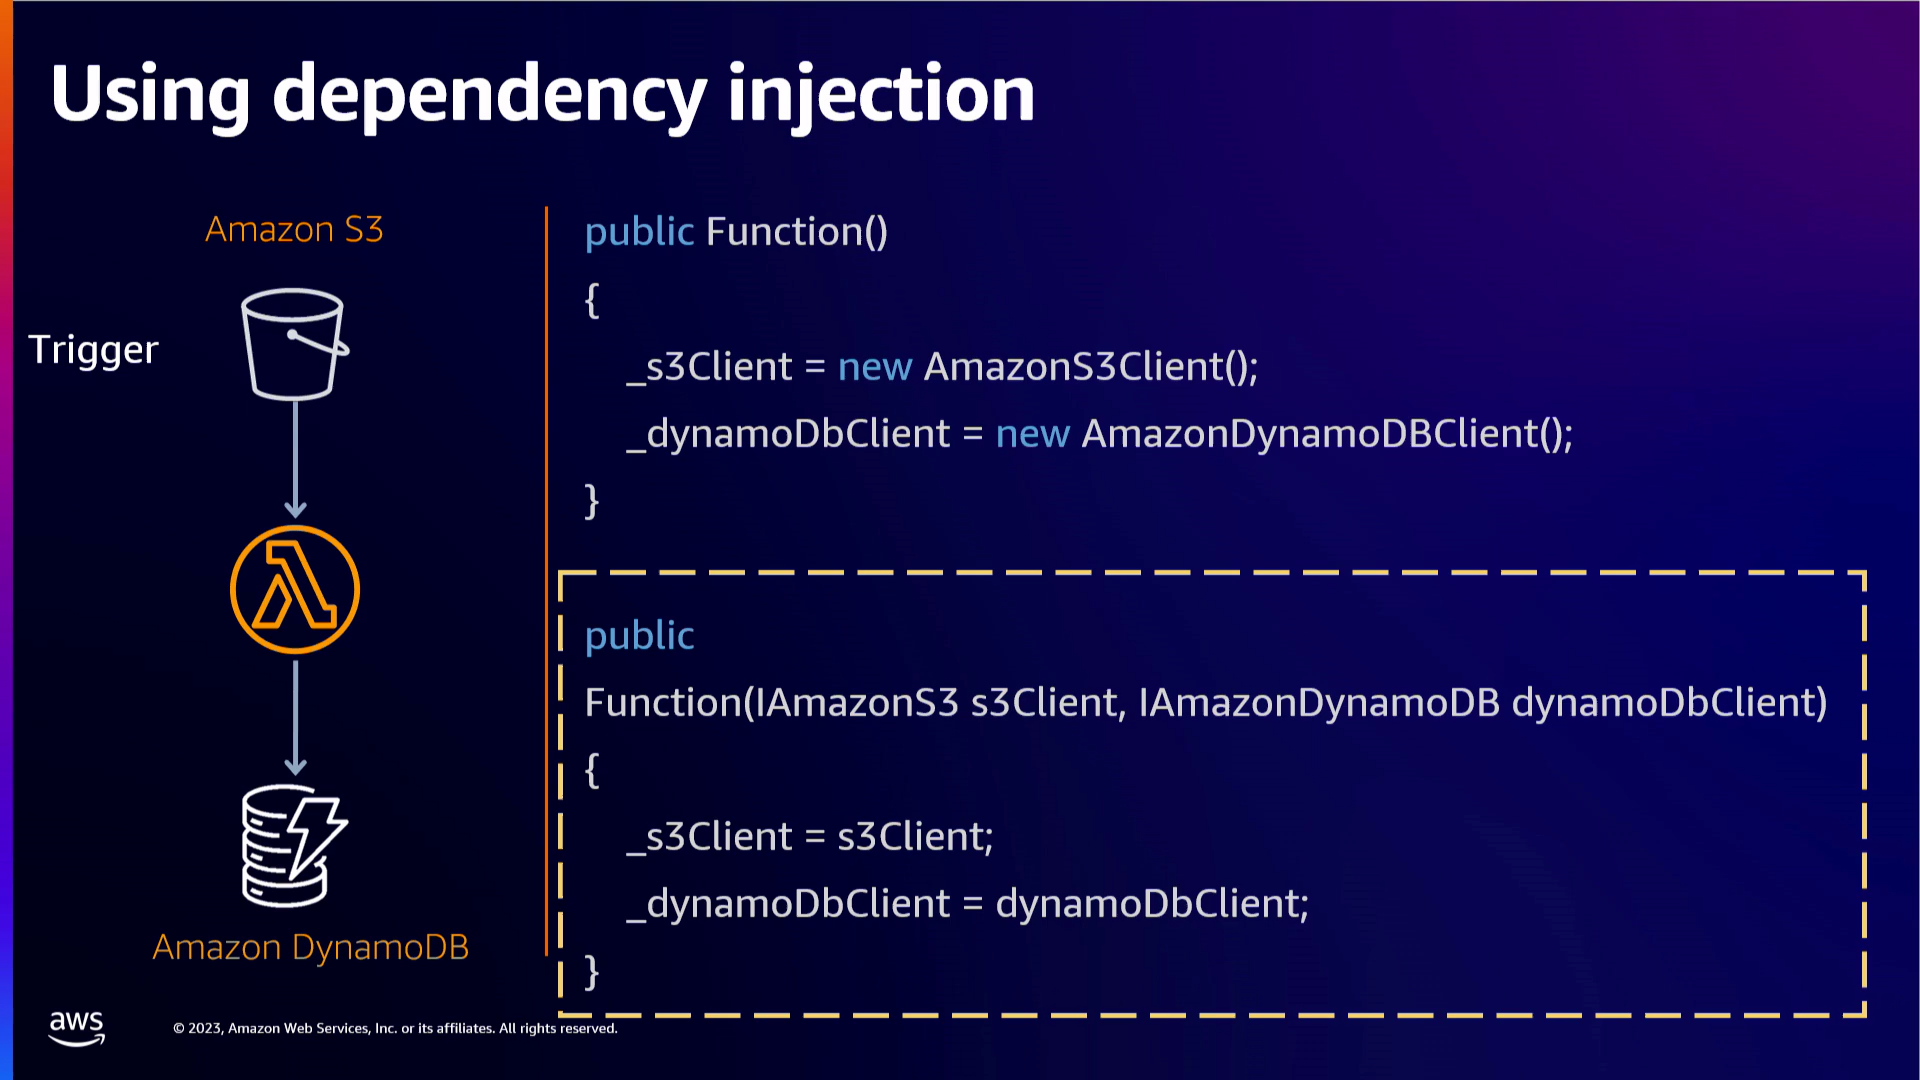 Using dependency injection
Amazon S3
Trigger
Amazon DynamoDB
public Function()
{
_s3Client = new AmazonS3Client();
_dynamoDbClient = new AmazonDynamoDBClient();
}
public
Function(IAmazonS3 s3Client, IAmazonDynamoDB dynamoDbClient)
{
_s3Client = s3Client;
_dynamoDbClient = dynamoDbClient;
}
aws
© 2023, Amazon Web Services, Inc. or its affiliates. All rights reserved.